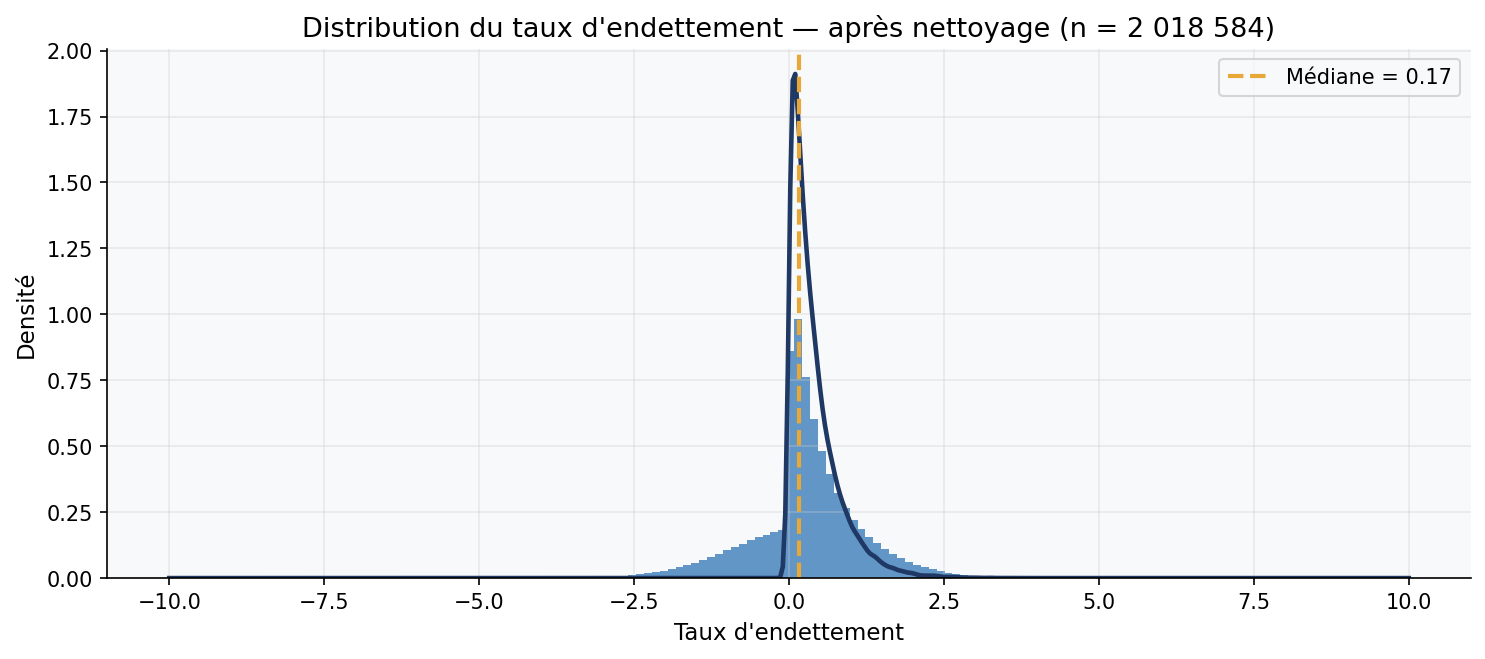 Distribution du taux d'endettement — après nettoyage (n = 2 018 584)
Médiane = 0.17
Densité
2.00
1.75
1.50
1.25
1.00
0.75
0.50
0.25
0.00
−10.0 −7.5 −5.0 −2.5 0.0 2.5 5.0 7.5 10.0
Taux d'endettement